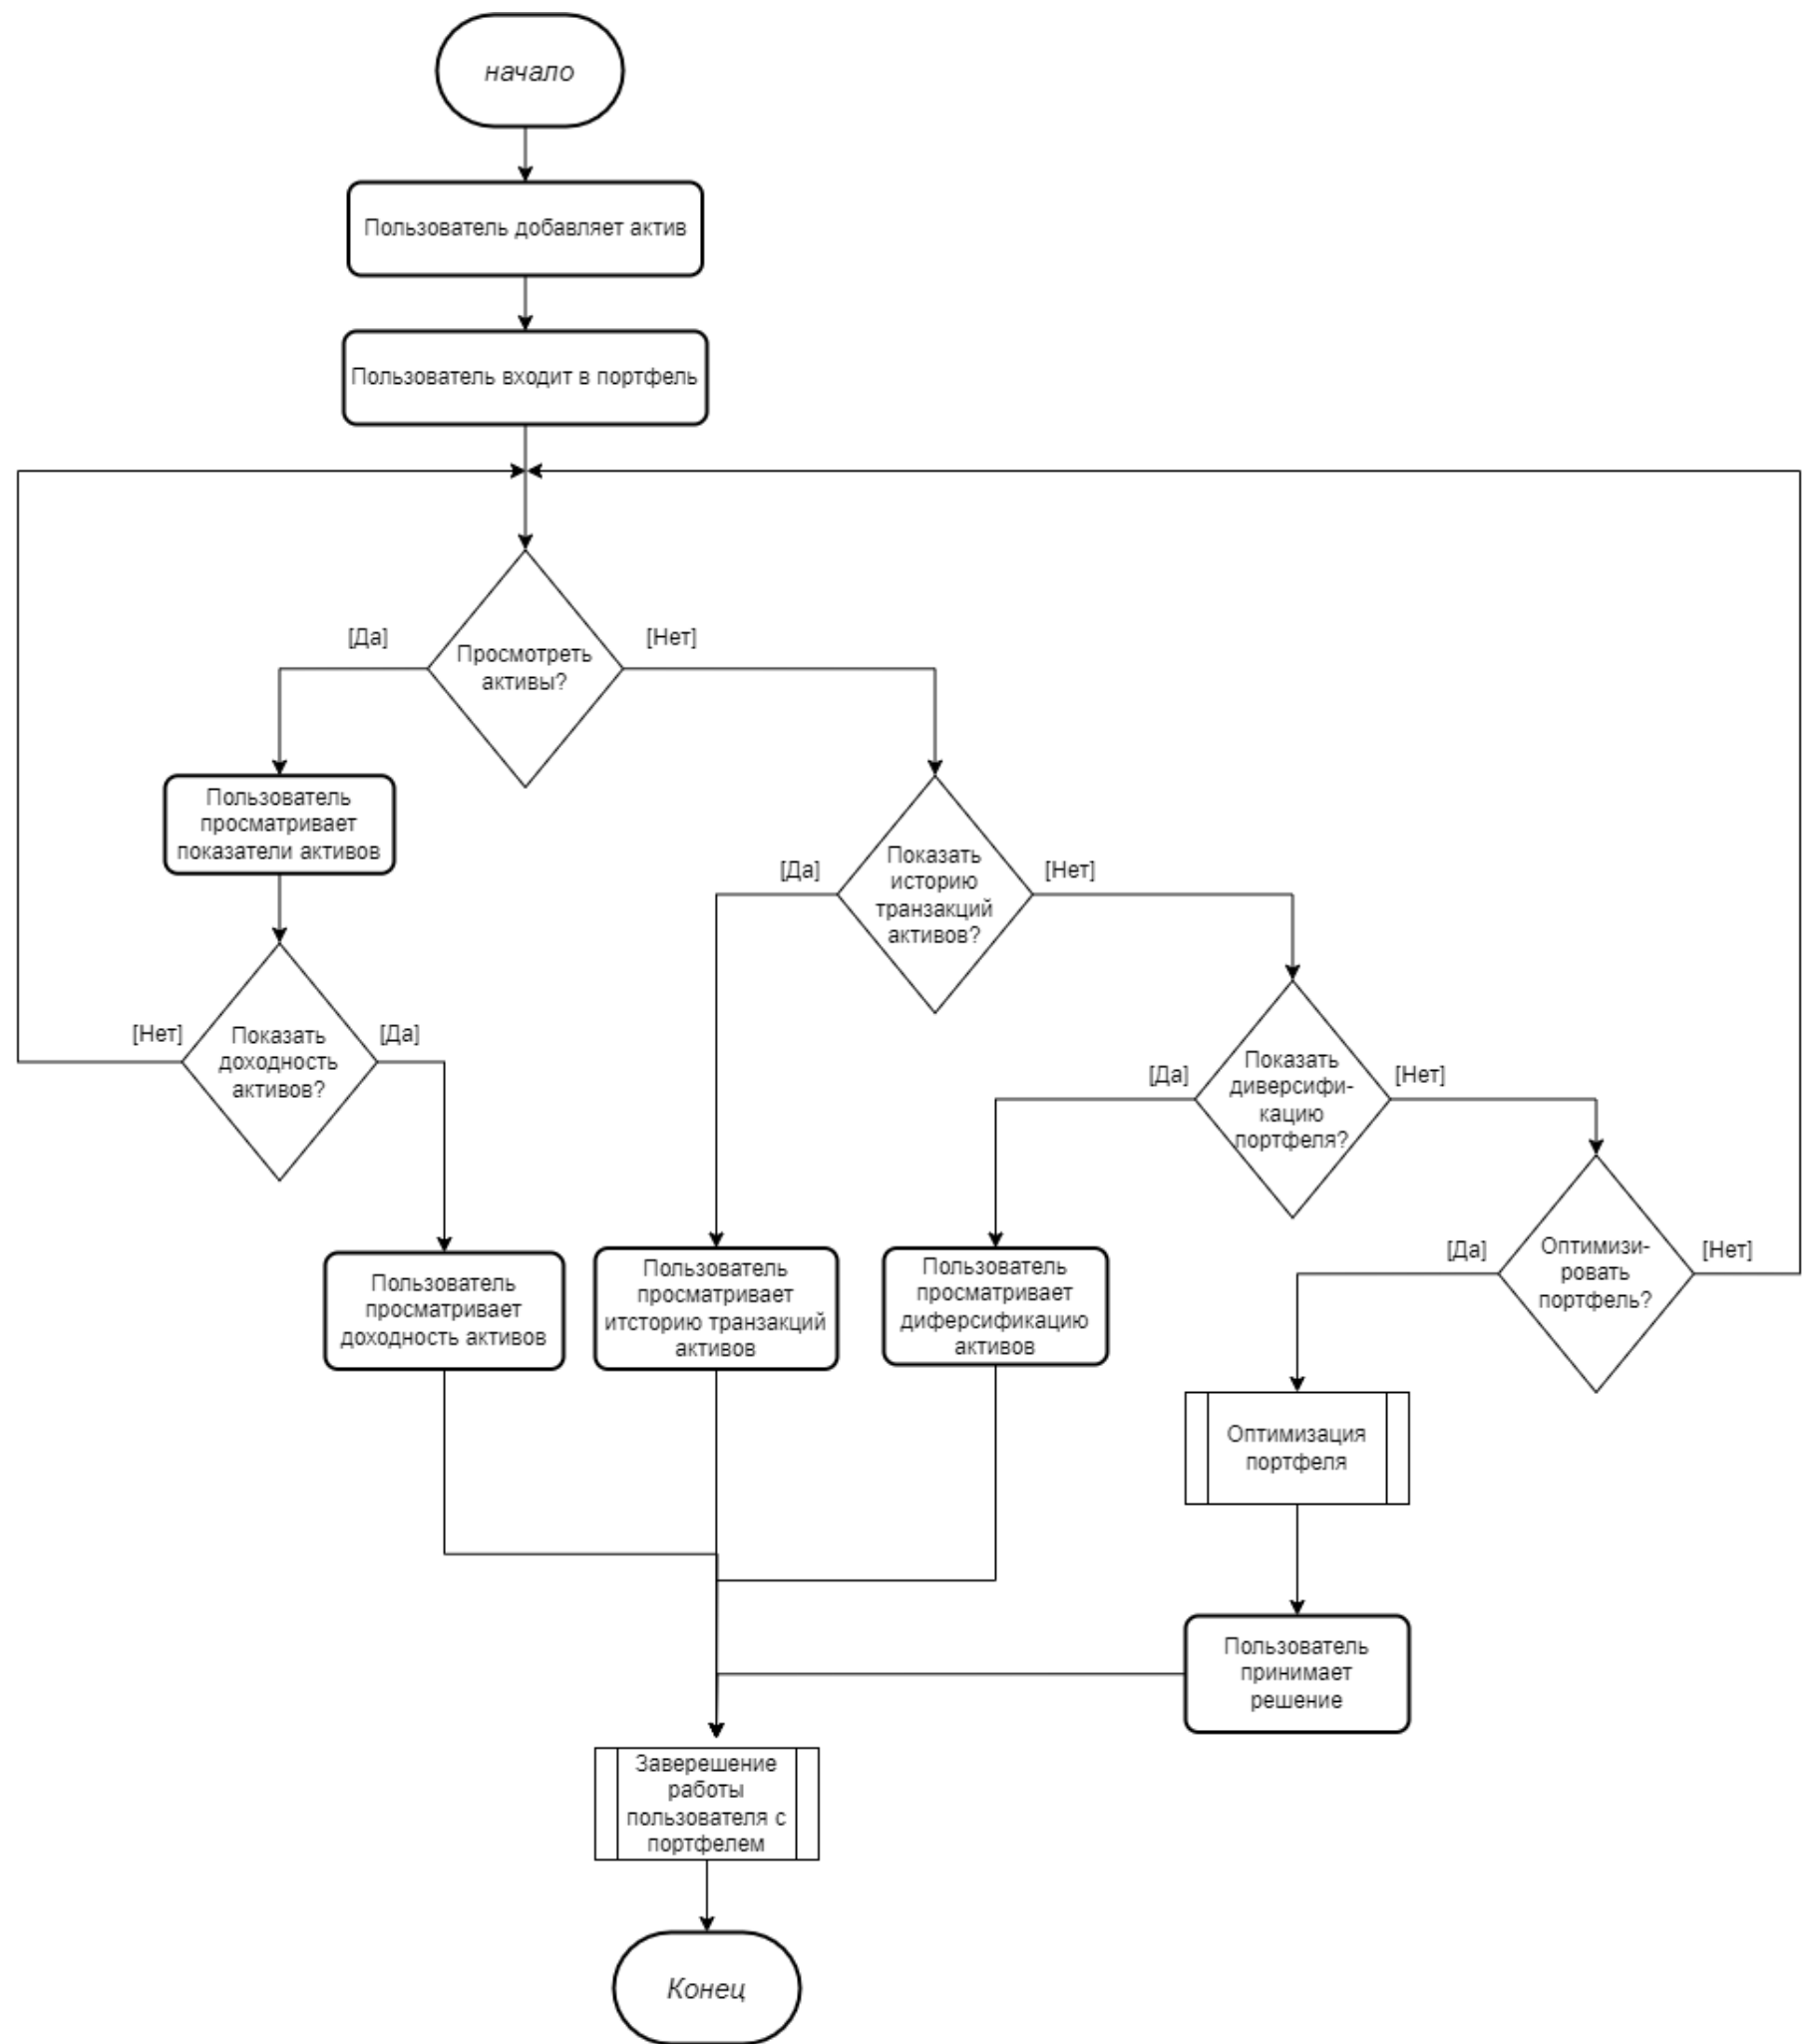 начало
Пользователь добавляет актив
Пользователь входит в портфель
[Да]
[Нет]
Просмотреть
активы?
Пользователь
просматривает
показатели активов
[Да]
Показать
историю
транзакций
активов?
[Нет]
[Нет]
Показать
доходность
активов?
[Да]
[Да]
Показать
диверсифи-
кацию
портфеля?
[Нет]
[Да]
Оптимизи-
ровать
портфель?
[Нет]
Пользователь
просматривает
доходность активов
Пользователь
просматривает
итсторию транзакций
активов
Пользователь
просматривает
диферсификацию
активов
Оптимизация
портфеля
Пользователь
принимает
решение
Заверешение
работы
пользователя с
портфелем
Конец